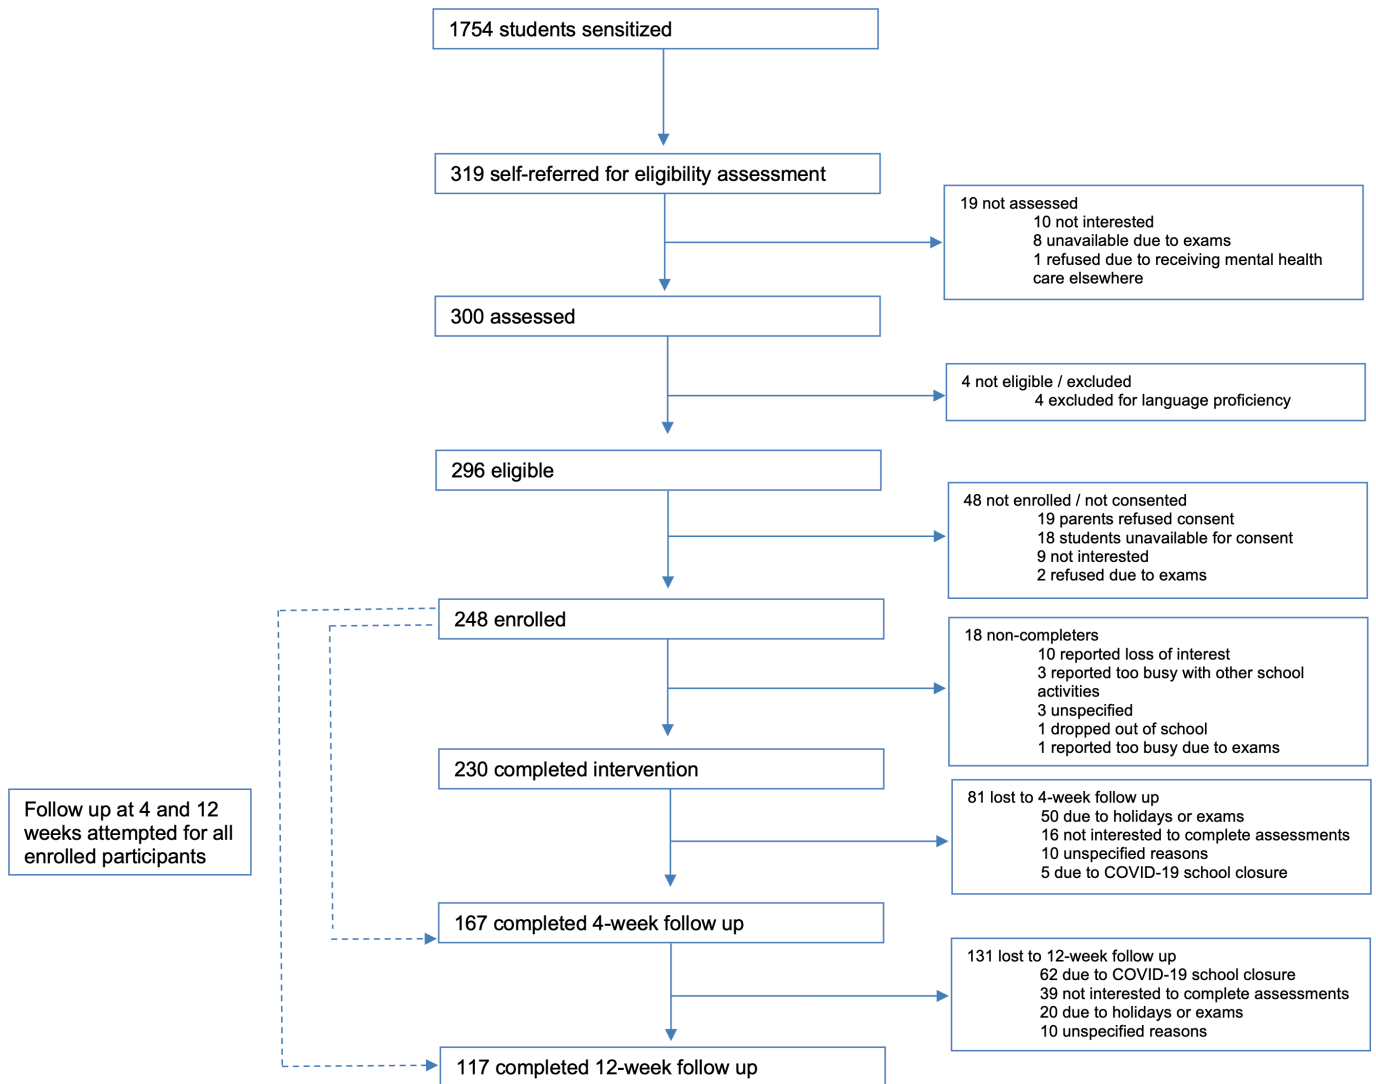 1754 students sensitized
319 self-referred for eligibility assessment
19 not assessed
10 not interested
8 unavailable due to exams
1 refused due to receiving mental health
care elsewhere
300 assessed
4 not eligible / excluded
4 excluded for language proficiency
296 eligible
48 not enrolled / not consented
19 parents refused consent
18 students unavailable for consent
9 not interested
2 refused due to exams
248 enrolled
18 non-completers
10 reported loss of interest
3 reported too busy with other school
activities
3 unspecified
1 dropped out of school
1 reported too busy due to exams
230 completed intervention
Follow up at 4 and 12
weeks attempted for all
enrolled participants
81 lost to 4-week follow up
50 due to holidays or exams
16 not interested to complete assessments
10 unspecified reasons
5 due to COVID-19 school closure
167 completed 4-week follow up
131 lost to 12-week follow up
62 due to COVID-19 school closure
39 not interested to complete assessments
20 due to holidays or exams
10 unspecified reasons
117 completed 12-week follow up